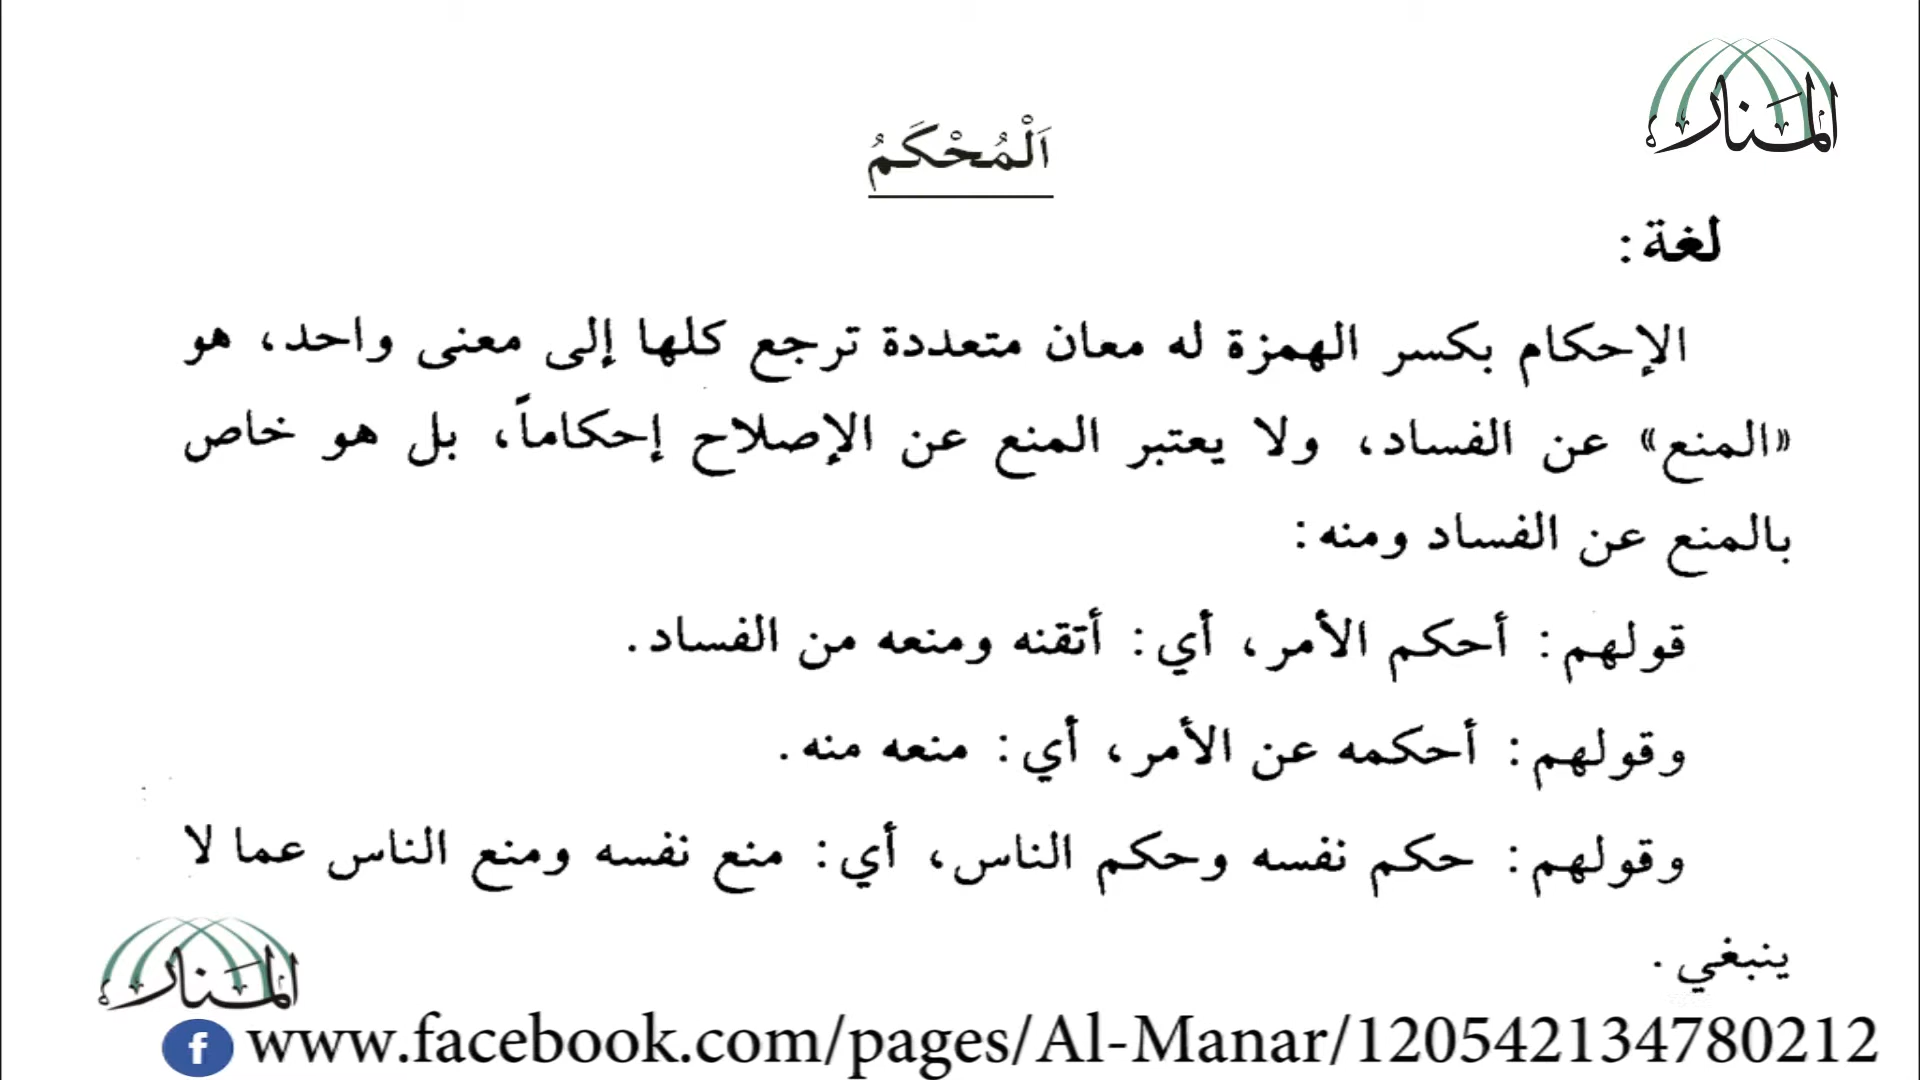 المنار
اَلْمُحْكَمُ
لغة:
الإحكام بكسر الهمزة له معان متعددة ترجع كلها إلى معنى واحد، هو
«المنع» عن الفساد، ولا يعتبر المنع عن الإصلاح إحكاماً، بل هو خاص
بالمنع عن الفساد ومنه:
قولهم: أحكم الأمر، أي: أتقنه ومنعه من الفساد.
وقولهم: أحكمه عن الأمر، أي: منعه منه.
وقولهم: حكم نفسه وحكم الناس، أي: منع نفسه ومنع الناس عما لا
ينبغي.
المنار
f www.facebook.com/pages/Al-Manar/120542134780212